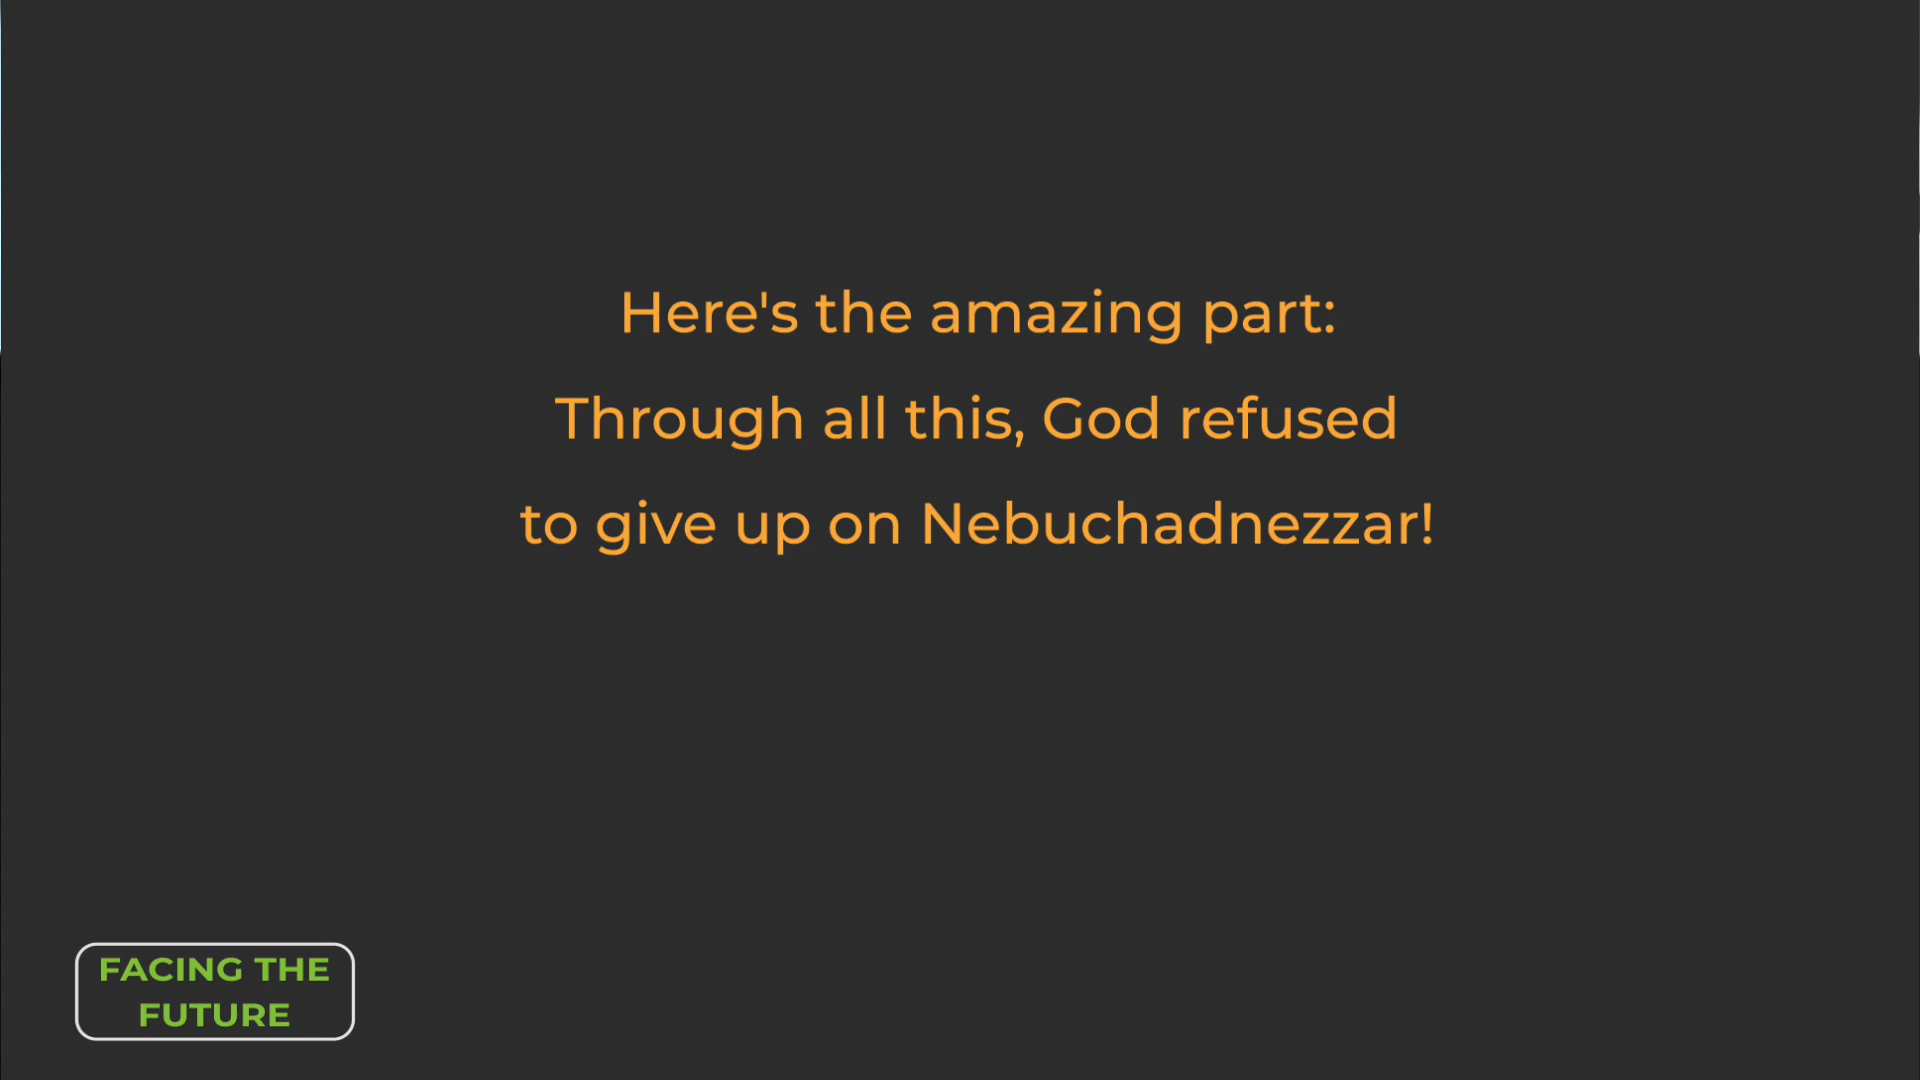 Here's the amazing part:
Through all this, God refused
to give up on Nebuchadnezzar!
FACING THE
FUTURE